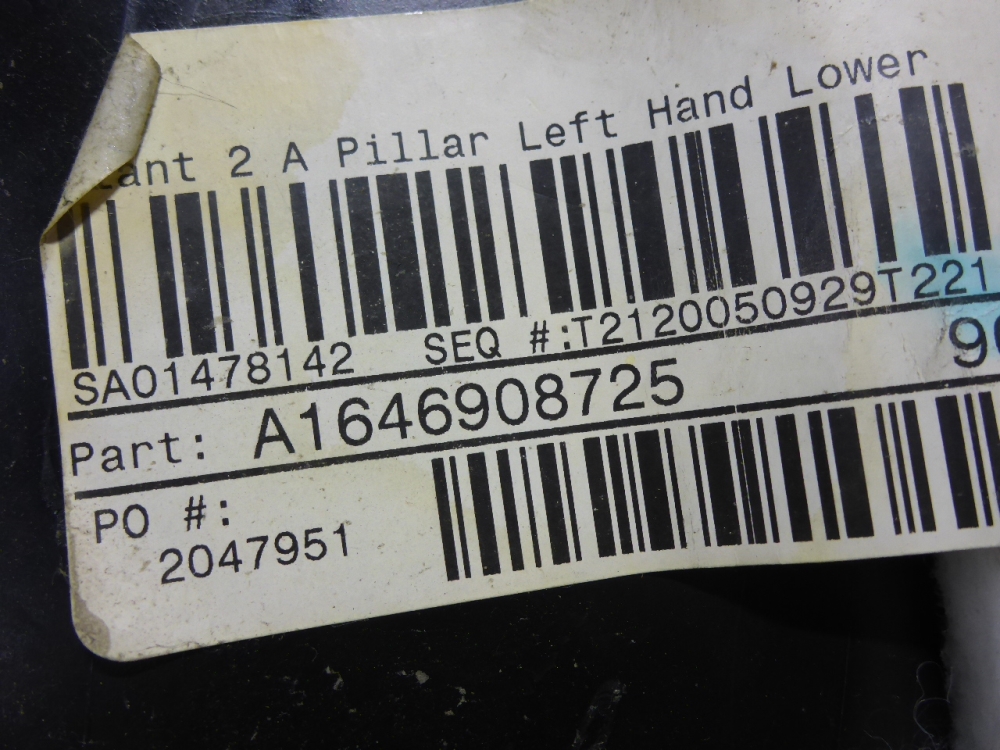 2 A Pillar Left Hand Lower
SA01478142 SEQ #:T2120050929T221
Part: A1646908725
PO #:
2047951